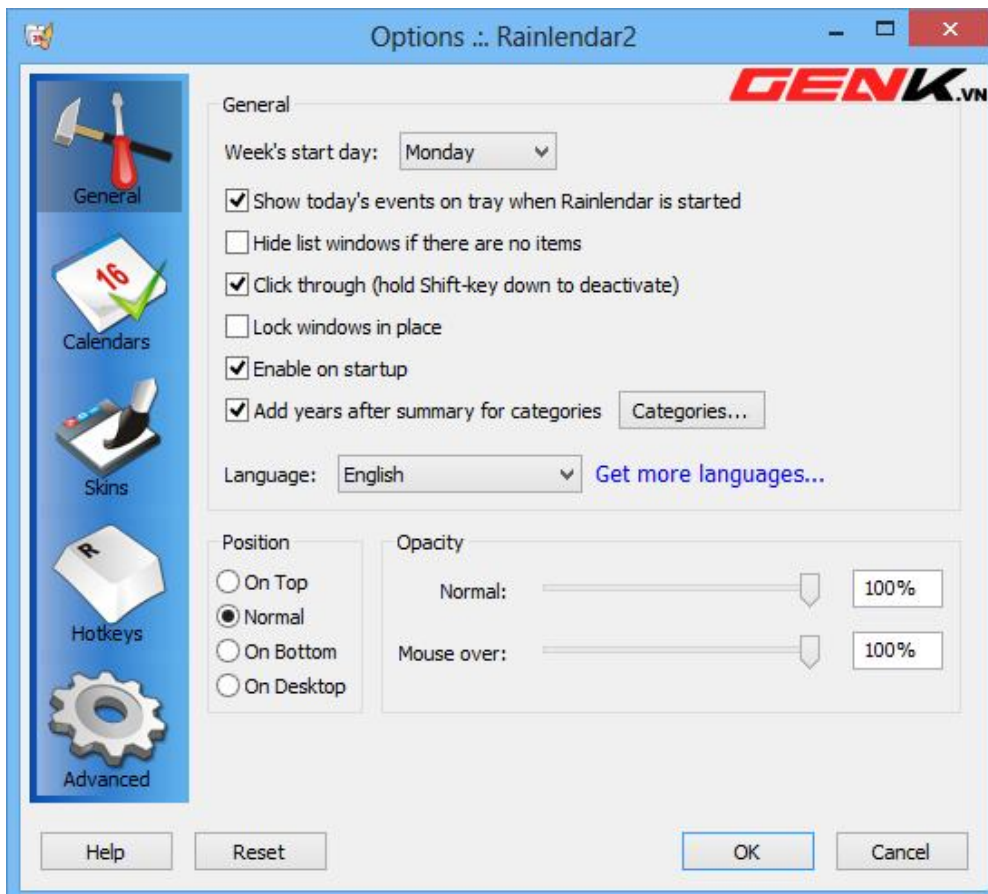 Options .:. Rainlendar2
GENK.VN
General
Calendars
16
Skins
R
Hotkeys
Advanced
General
Week's start day: Monday
Show today's events on tray when Rainlendar is started
Hide list windows if there are no items
Click through (hold Shift-key down to deactivate)
Lock windows in place
Enable on startup
Add years after summary for categories Categories...
Language: English Get more languages...
Position
On Top
Normal
On Bottom
On Desktop
Opacity
Normal: 100%
Mouse over: 100%
Help Reset OK Cancel